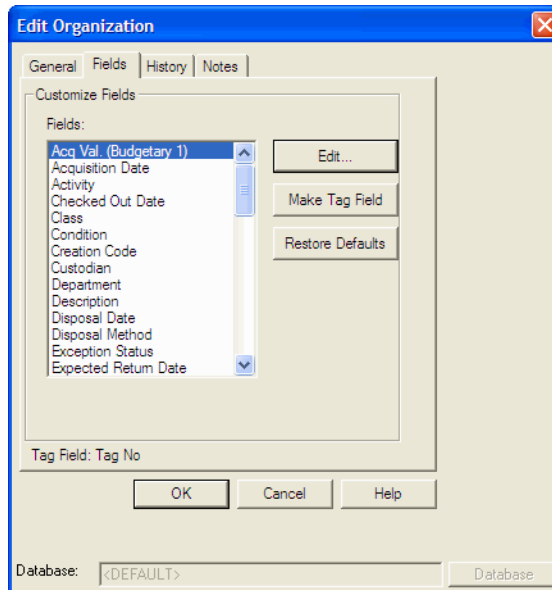 Edit Organization
General Fields History Notes
Customize Fields
Fields:
Acq Val. (Budgetary 1)
Acquisition Date
Activity
Checked Out Date
Class
Condition
Creation Code
Custodian
Department
Description
Disposal Date
Disposal Method
Exception Status
Expected Return Date
Edit...
Make Tag Field
Restore Defaults
Tag Field: Tag No
OK Cancel Help
Database: <DEFAULT> Database